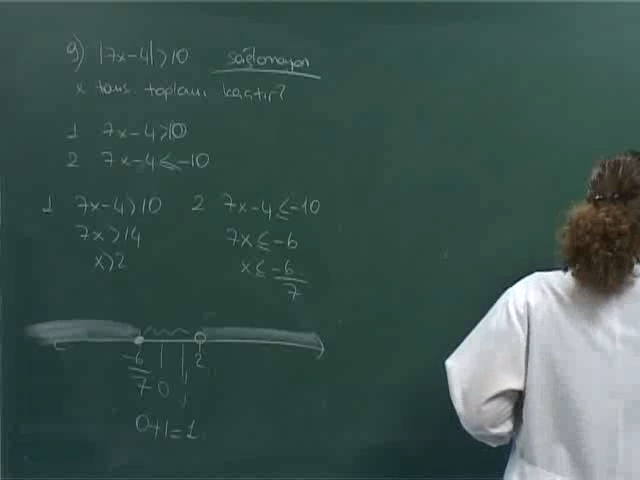 9) |7x-4|>10 sağlamayan
x tams. toplamı kaçtır?
1 7x-4>10
2 7x-4≤-10
1 7x-4>10 2 7x-4≤-10
7x>14 7x≤-6
x>2 x≤-6/7
-6/7 0 1 2
0+1=1